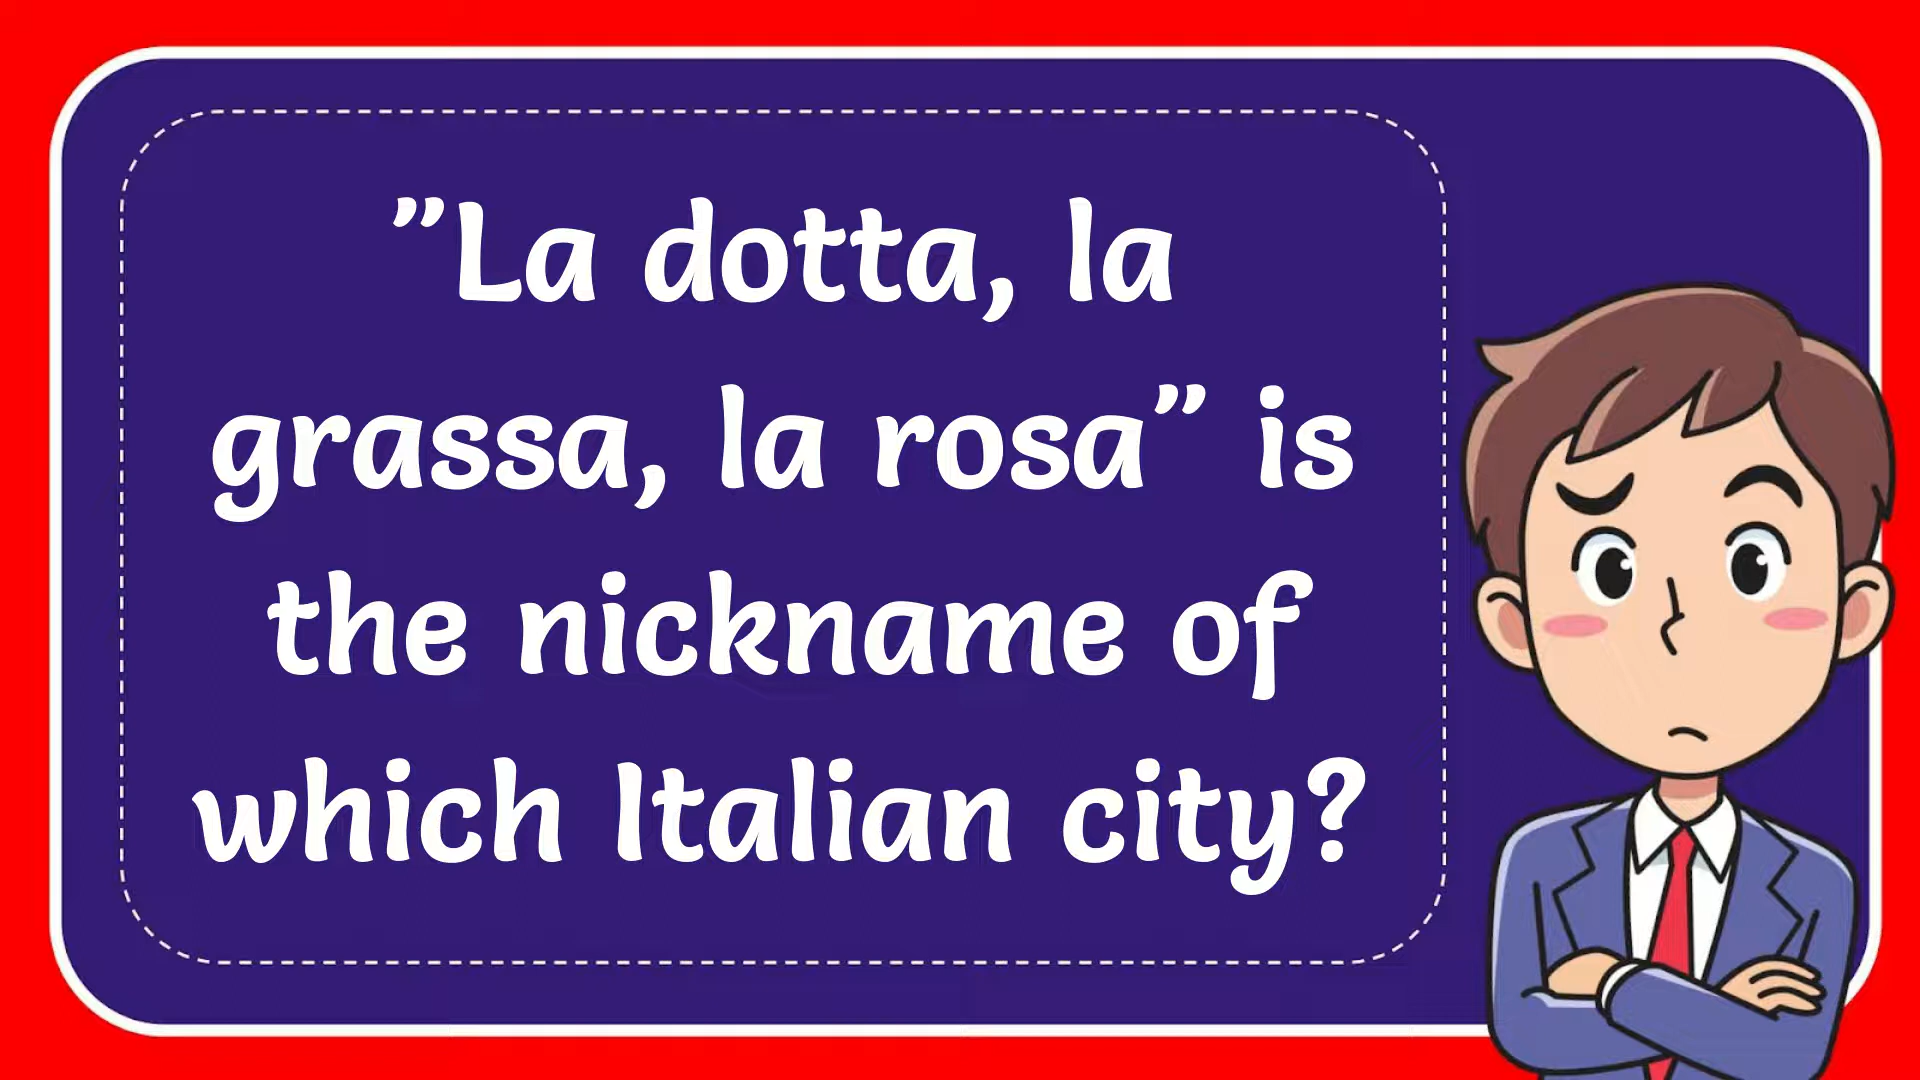 ”La dotta, la
grassa, la rosa” is
the nickname of
which Italian city?